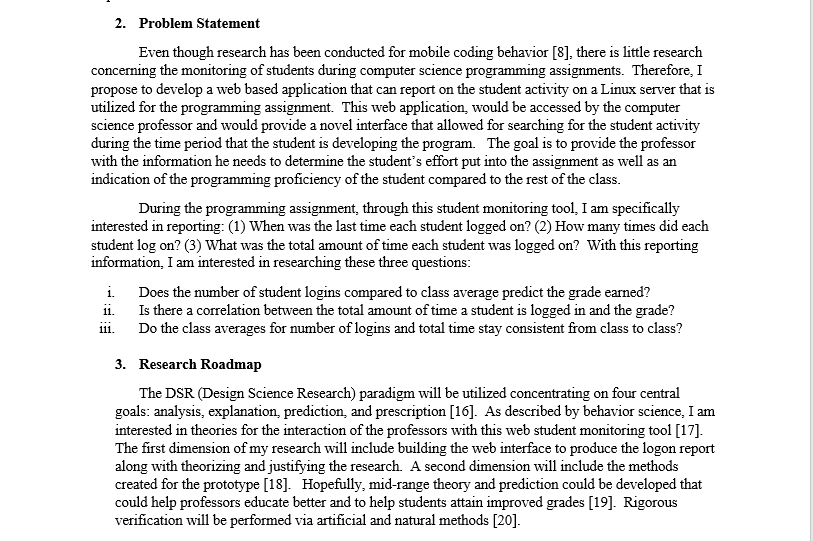 2. Problem Statement
Even though research has been conducted for mobile coding behavior [8], there is little research
concerning the monitoring of students during computer science programming assignments. Therefore, I
propose to develop a web based application that can report on the student activity on a Linux server that is
utilized for the programming assignment. This web application, would be accessed by the computer
science professor and would provide a novel interface that allowed for searching for the student activity
during the time period that the student is developing the program. The goal is to provide the professor
with the information he needs to determine the student's effort put into the assignment as well as an
indication of the programming proficiency of the student compared to the rest of the class.
During the programming assignment, through this student monitoring tool, I am specifically
interested in reporting: (1) When was the last time each student logged on? (2) How many times did each
student log on? (3) What was the total amount of time each student was logged on? With this reporting
information, I am interested in researching these three questions:
i. Does the number of student logins compared to class average predict the grade earned?
ii. Is there a correlation between the total amount of time a student is logged in and the grade?
iii. Do the class averages for number of logins and total time stay consistent from class to class?
3. Research Roadmap
The DSR (Design Science Research) paradigm will be utilized concentrating on four central
goals: analysis, explanation, prediction, and prescription [16]. As described by behavior science, I am
interested in theories for the interaction of the professors with this web student monitoring tool [17].
The first dimension of my research will include building the web interface to produce the logon report
along with theorizing and justifying the research. A second dimension will include the methods
created for the prototype [18]. Hopefully, mid-range theory and prediction could be developed that
could help professors educate better and to help students attain improved grades [19]. Rigorous
verification will be performed via artificial and natural methods [20].